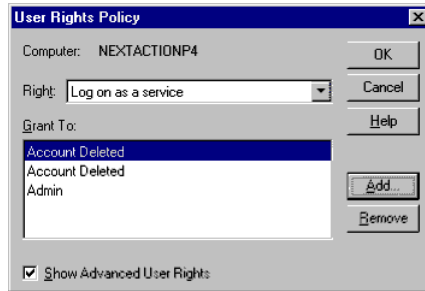 User Rights Policy
Computer: NEXTACTIONP4
OK
Right: Log on as a service
Cancel
Grant To:
Help
Account Deleted
Account Deleted
Admin
Add...
Remove
Show Advanced User Rights